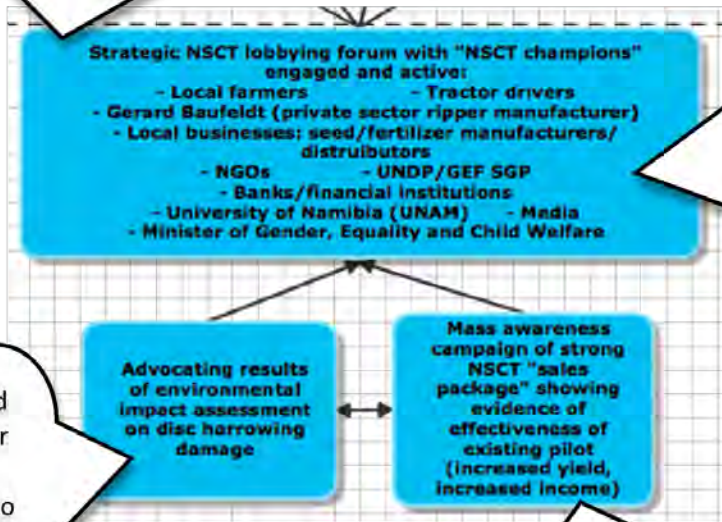 Strategic NSCT lobbying forum with "NSCT champions"
engaged and active:
- Local farmers - Tractor drivers
- Gerard Baufeldt (private sector ripper manufacturer)
- Local businesses: seed/fertilizer manufacturers/
distruibutors
- NGOs - UNDP/GEF SGP
- Banks/financial institutions
- University of Namibia (UNAM) - Media
- Minister of Gender, Equality and Child Welfare
d
r
o
Advocating results
of environmental
impact assessment
on disc harrowing
damage
Mass awareness
campaign of strong
NSCT "sales
package" showing
evidence of
effectiveness of
existing pilot
(increased yield,
increased income)